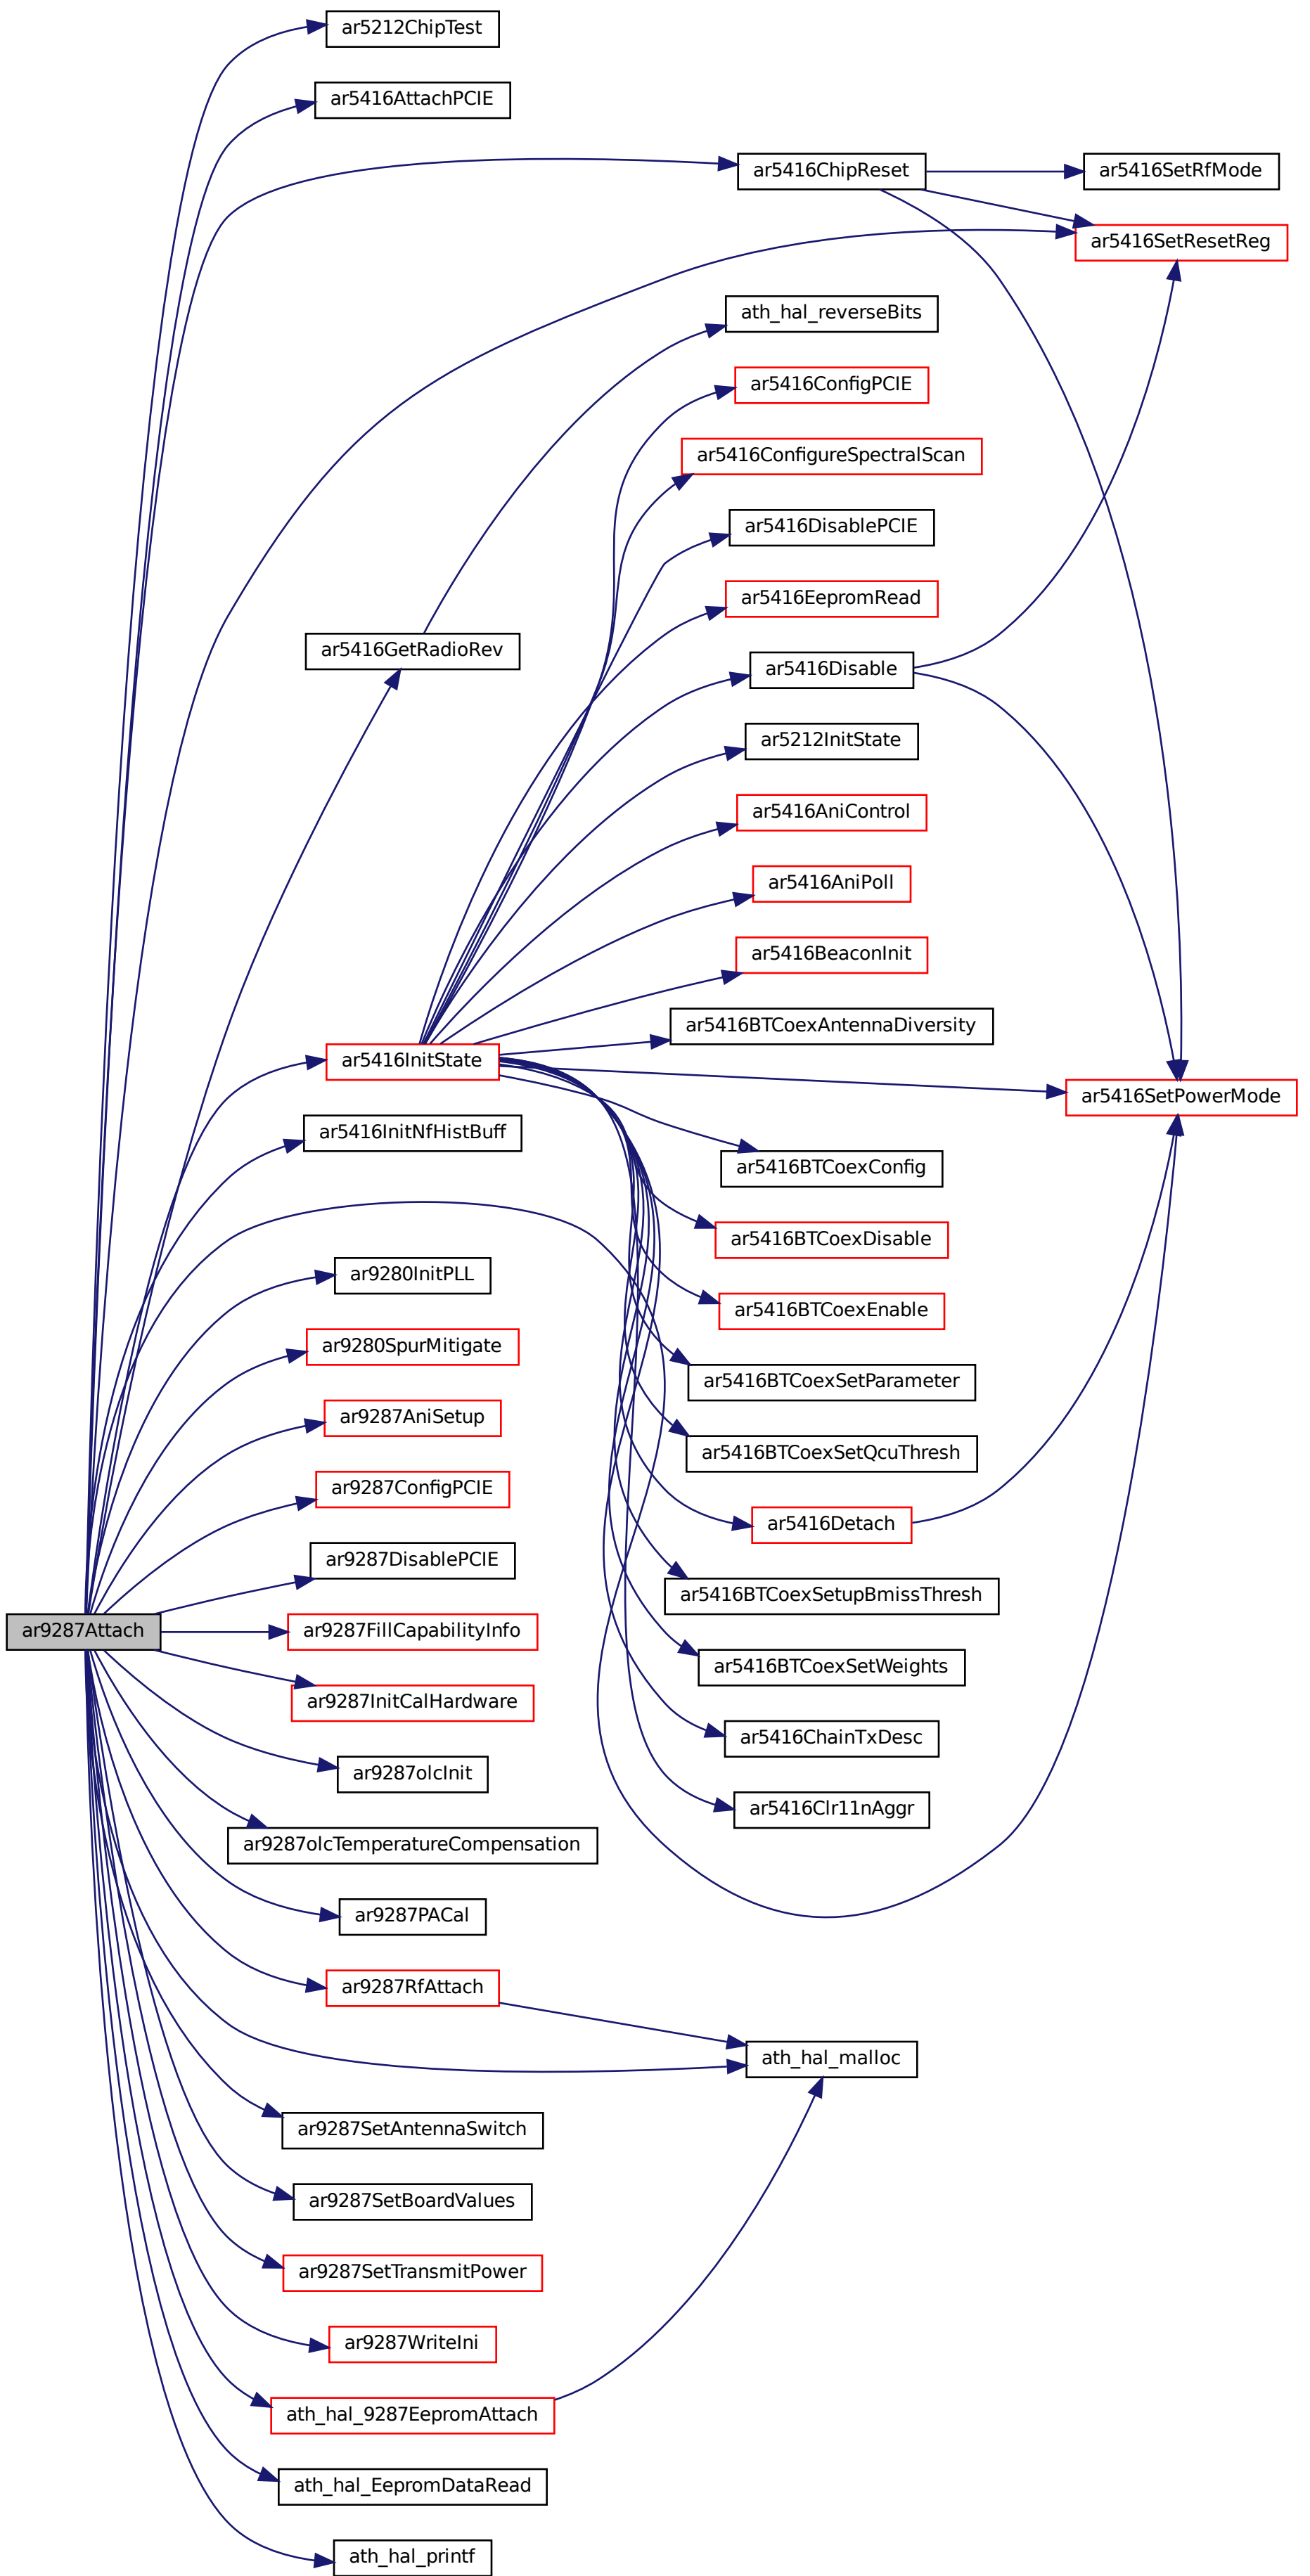 ar5212ChipTest
ar5416AttachPCIE
ar5416ChipReset
ar5416SetRfMode
ar5416SetResetReg
ath_hal_reverseBits
ar5416ConfigPCIE
ar5416ConfigureSpectralScan
ar5416DisablePCIE
ar5416EepromRead
ar5416GetRadioRev
ar5416Disable
ar5212InitState
ar5416AniControl
ar5416AniPoll
ar5416BeaconInit
ar5416BTCoexAntennaDiversity
ar5416InitState
ar5416SetPowerMode
ar5416InitNfHistBuff
ar5416BTCoexConfig
ar5416BTCoexDisable
ar9280InitPLL
ar5416BTCoexEnable
ar9280SpurMitigate
ar5416BTCoexSetParameter
ar9287AniSetup
ar5416BTCoexSetQcuThresh
ar9287ConfigPCIE
ar5416Detach
ar9287DisablePCIE
ar5416BTCoexSetupBmissThresh
ar9287Attach
ar9287FillCapabilityInfo
ar5416BTCoexSetWeights
ar9287InitCalHardware
ar5416ChainTxDesc
ar9287olcInit
ar5416Clr11nAggr
ar9287olcTemperatureCompensation
ar9287PACal
ar9287RfAttach
ath_hal_malloc
ar9287SetAntennaSwitch
ar9287SetBoardValues
ar9287SetTransmitPower
ar9287WriteIni
ath_hal_9287EepromAttach
ath_hal_EepromDataRead
ath_hal_printf